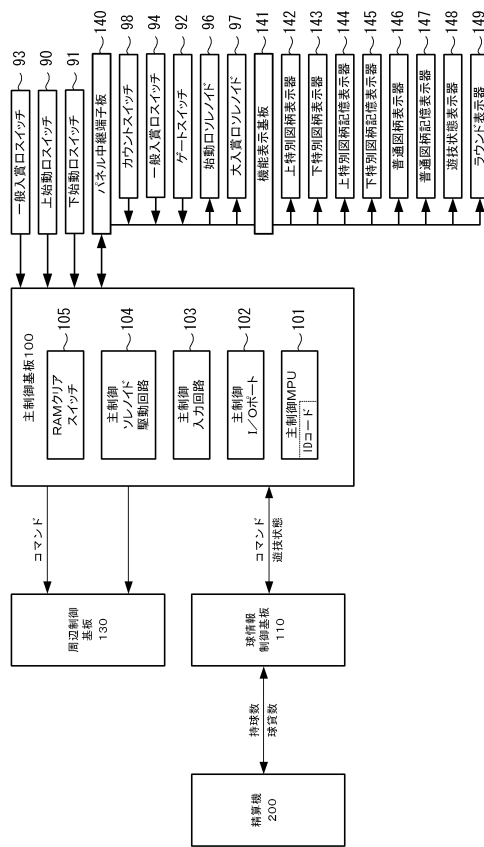 一般入賞口スイッチ 93
上始動口スイッチ 90
下始動口スイッチ 91
パネル中継端子板 140
カウントスイッチ 98
一般入賞口スイッチ 94
ゲートスイッチ 92
始動口ソレノイド 96
大入賞口ソレノイド 97
機能表示基板 141
上特別図柄表示器 142
下特別図柄表示器 143
上特別図柄記憶表示器 144
下特別図柄記憶表示器 145
普通図柄表示器 146
普通図柄記憶表示器 147
遊技状態表示器 148
ラウンド表示器 149
主制御基板100
RAMクリア
スイッチ
105
主制御
ソレノイド
駆動回路
104
主制御
入力回路
103
主制御
I/Oポート
102
主制御MPU
IDコード
101
コマンド
コマンド
遊技状態
周辺制御
基板
130
球情報
制御基板
110
持球数
球貸数
精算機
200